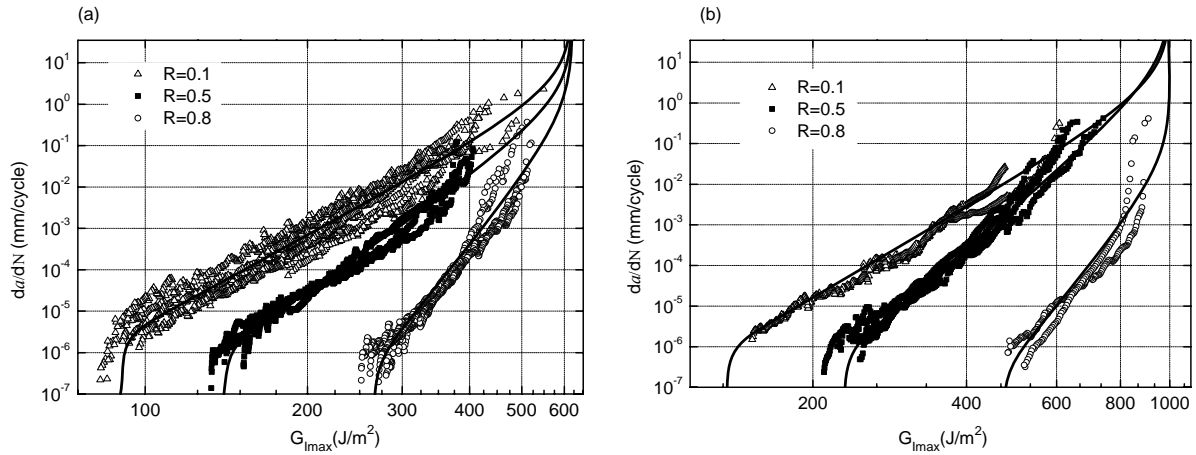 (a)
da/dN (mm/cycle)
10^1
10^0
10^-1
10^-2
10^-3
10^-4
10^-5
10^-6
10^-7
R=0.1
R=0.5
R=0.8
100 200 300 400 500 600
G_Imax(J/m^2)
(b)
da/dN (mm/cycle)
10^1
10^0
10^-1
10^-2
10^-3
10^-4
10^-5
10^-6
10^-7
R=0.1
R=0.5
R=0.8
200 400 600 800 1000
G_Imax(J/m^2)